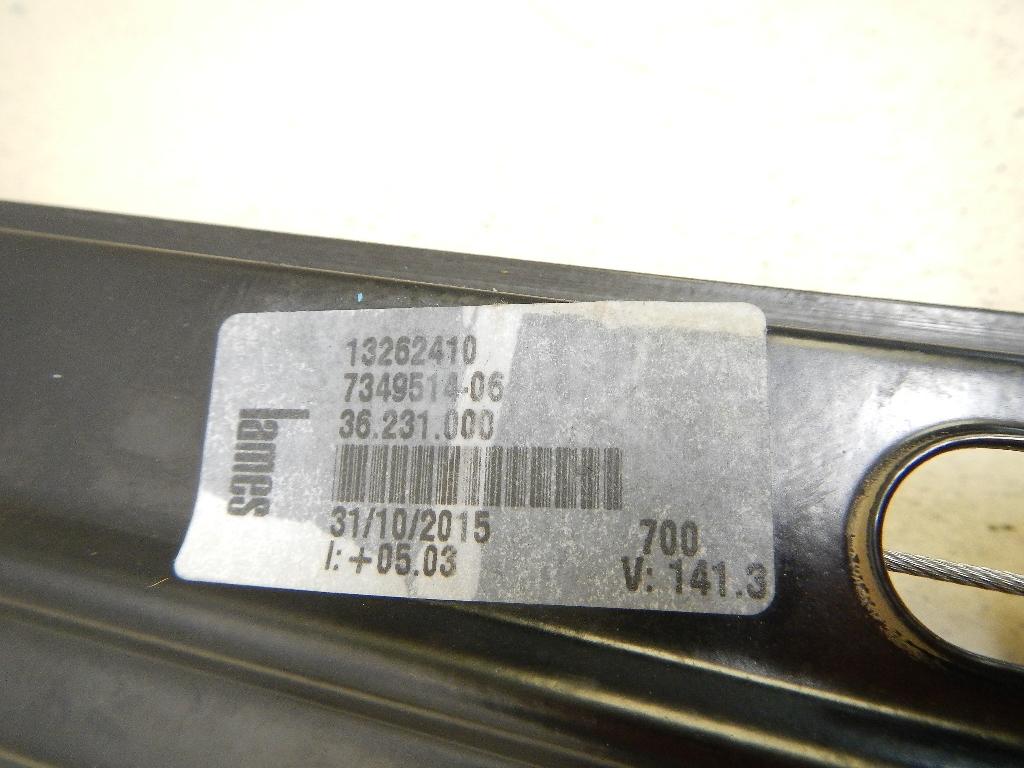 13262410
7349514-06
36.231.000
Lames
31/10/2015
I: +05.03
700
V: 141.3